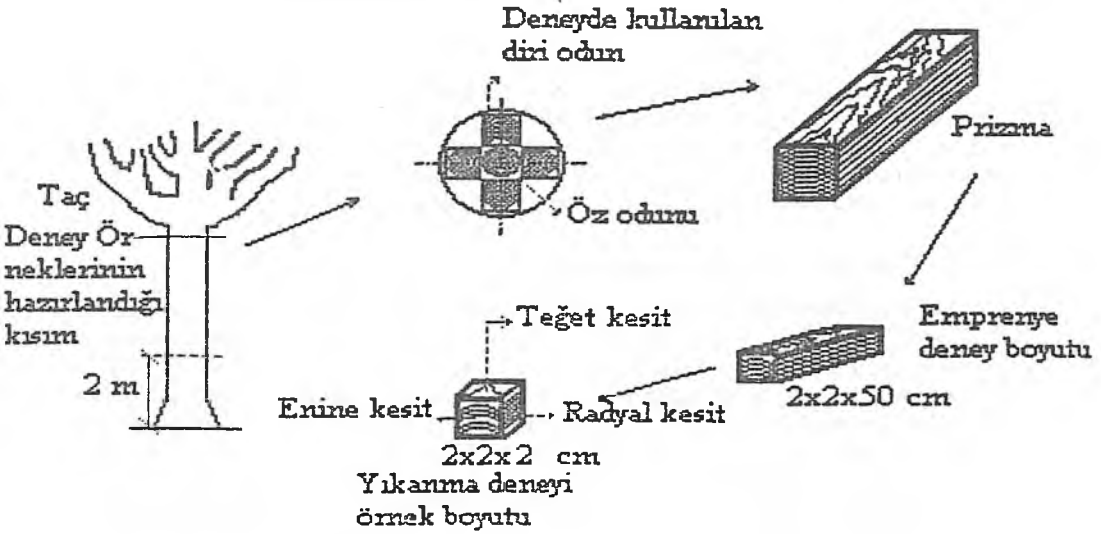 Deneyde kullanılan
diri odun
Prizma
Taç
Öz odunu
Deney Ör
neklerinin
hazırlandığı
kısım
2 m
Teğet kesit
Emprenye
deney boyutu
2x2x50 cm
Enine kesit
Radyal kesit
2x2x2 cm
Yıkanma deneyi
örnek boyutu